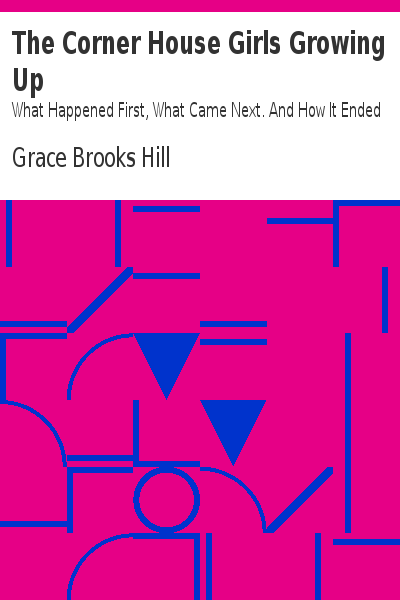 The Corner House Girls Growing
Up
What Happened First, What Came Next. And How It Ended
Grace Brooks Hill